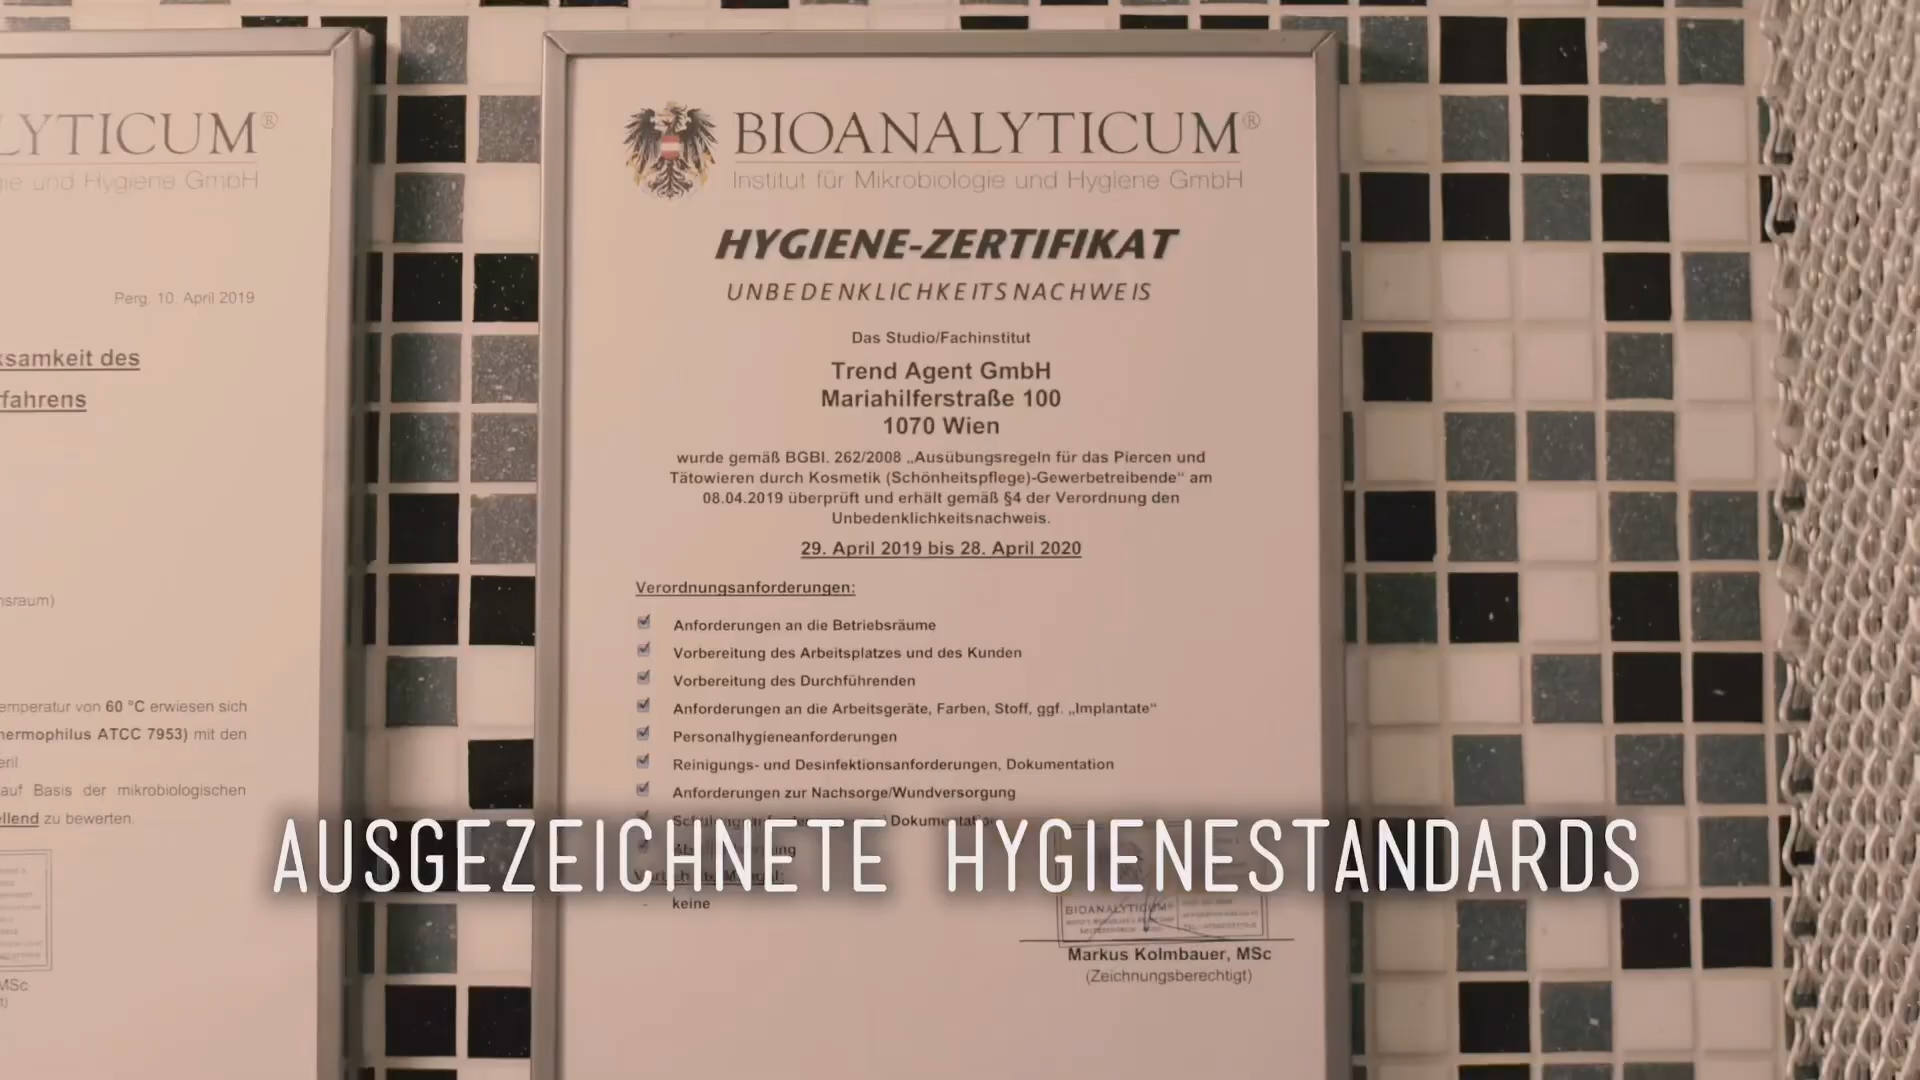 LYTICUM®
gie und Hygiene GmbH
Perg, 10. April 2019
ksamkeit des
fahrens
nsraum)
emperatur von 60 °C erwiesen sich
hermophilus ATCC 7953) mit den
eril
auf Basis der mikrobiologischen
ellend zu bewerten.
MSc
BIOANALYTICUM®
Institut für Mikrobiologie und Hygiene GmbH
HYGIENE-ZERTIFIKAT
UNBEDENKLICHKEITSNACHWEIS
Das Studio/Fachinstitut
Trend Agent GmbH
Mariahilferstraße 100
1070 Wien
wurde gemäß BGBl. 262/2008 „Ausübungsregeln für das Piercen und
Tätowieren durch Kosmetik (Schönheitspflege)-Gewerbetreibende“ am
08.04.2019 überprüft und erhält gemäß §4 der Verordnung den
Unbedenklichkeitsnachweis.
29. April 2019 bis 28. April 2020
Verordnungsanforderungen:
Anforderungen an die Betriebsräume
Vorbereitung des Arbeitsplatzes und des Kunden
Vorbereitung des Durchführenden
Anforderungen an die Arbeitsgeräte, Farben, Stoff, ggf. „Implantate“
Personalhygieneanforderungen
Reinigungs- und Desinfektionsanforderungen, Dokumentation
Anforderungen zur Nachsorge/Wundversorgung
AUSGEZEICHNETE HYGIENESTANDARDS
keine
BIOANALYTICUM®
Markus Kolmbauer, MSc
(Zeichnungsberechtigt)